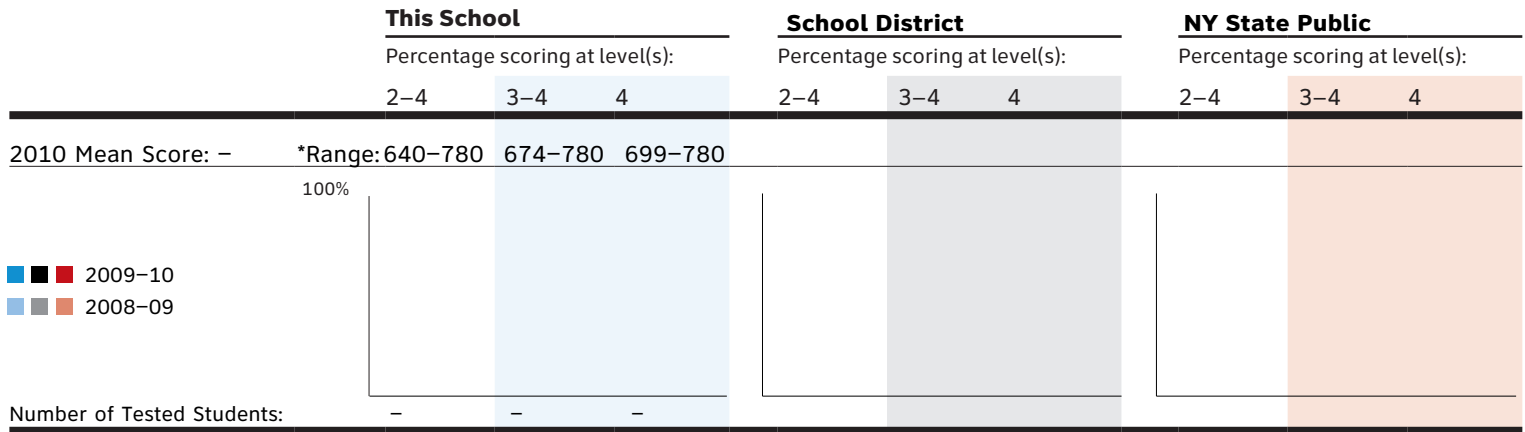 This School School District NY State Public
Percentage scoring at level(s): Percentage scoring at level(s): Percentage scoring at level(s):
2–4 3–4 4 2–4 3–4 4 2–4 3–4 4
2010 Mean Score: – *Range: 640–780 674–780 699–780
100%
2009–10
2008–09
Number of Tested Students: – – –